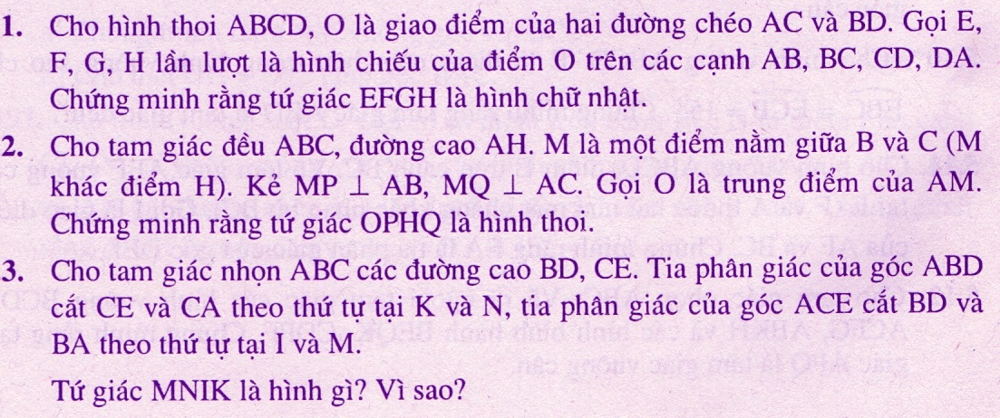 1. Cho hình thoi ABCD, O là giao điểm của hai đường chéo AC và BD. Gọi E,
F, G, H lần lượt là hình chiếu của điểm O trên các cạnh AB, BC, CD, DA.
Chứng minh rằng tứ giác EFGH là hình chữ nhật.
2. Cho tam giác đều ABC, đường cao AH. M là một điểm nằm giữa B và C (M
khác điểm H). Kẻ MP ⊥ AB, MQ ⊥ AC. Gọi O là trung điểm của AM.
Chứng minh rằng tứ giác OPHQ là hình thoi.
3. Cho tam giác nhọn ABC các đường cao BD, CE. Tia phân giác của góc ABD
cắt CE và CA theo thứ tự tại K và N, tia phân giác của góc ACE cắt BD và
BA theo thứ tự tại I và M.
Tứ giác MNIK là hình gì? Vì sao?